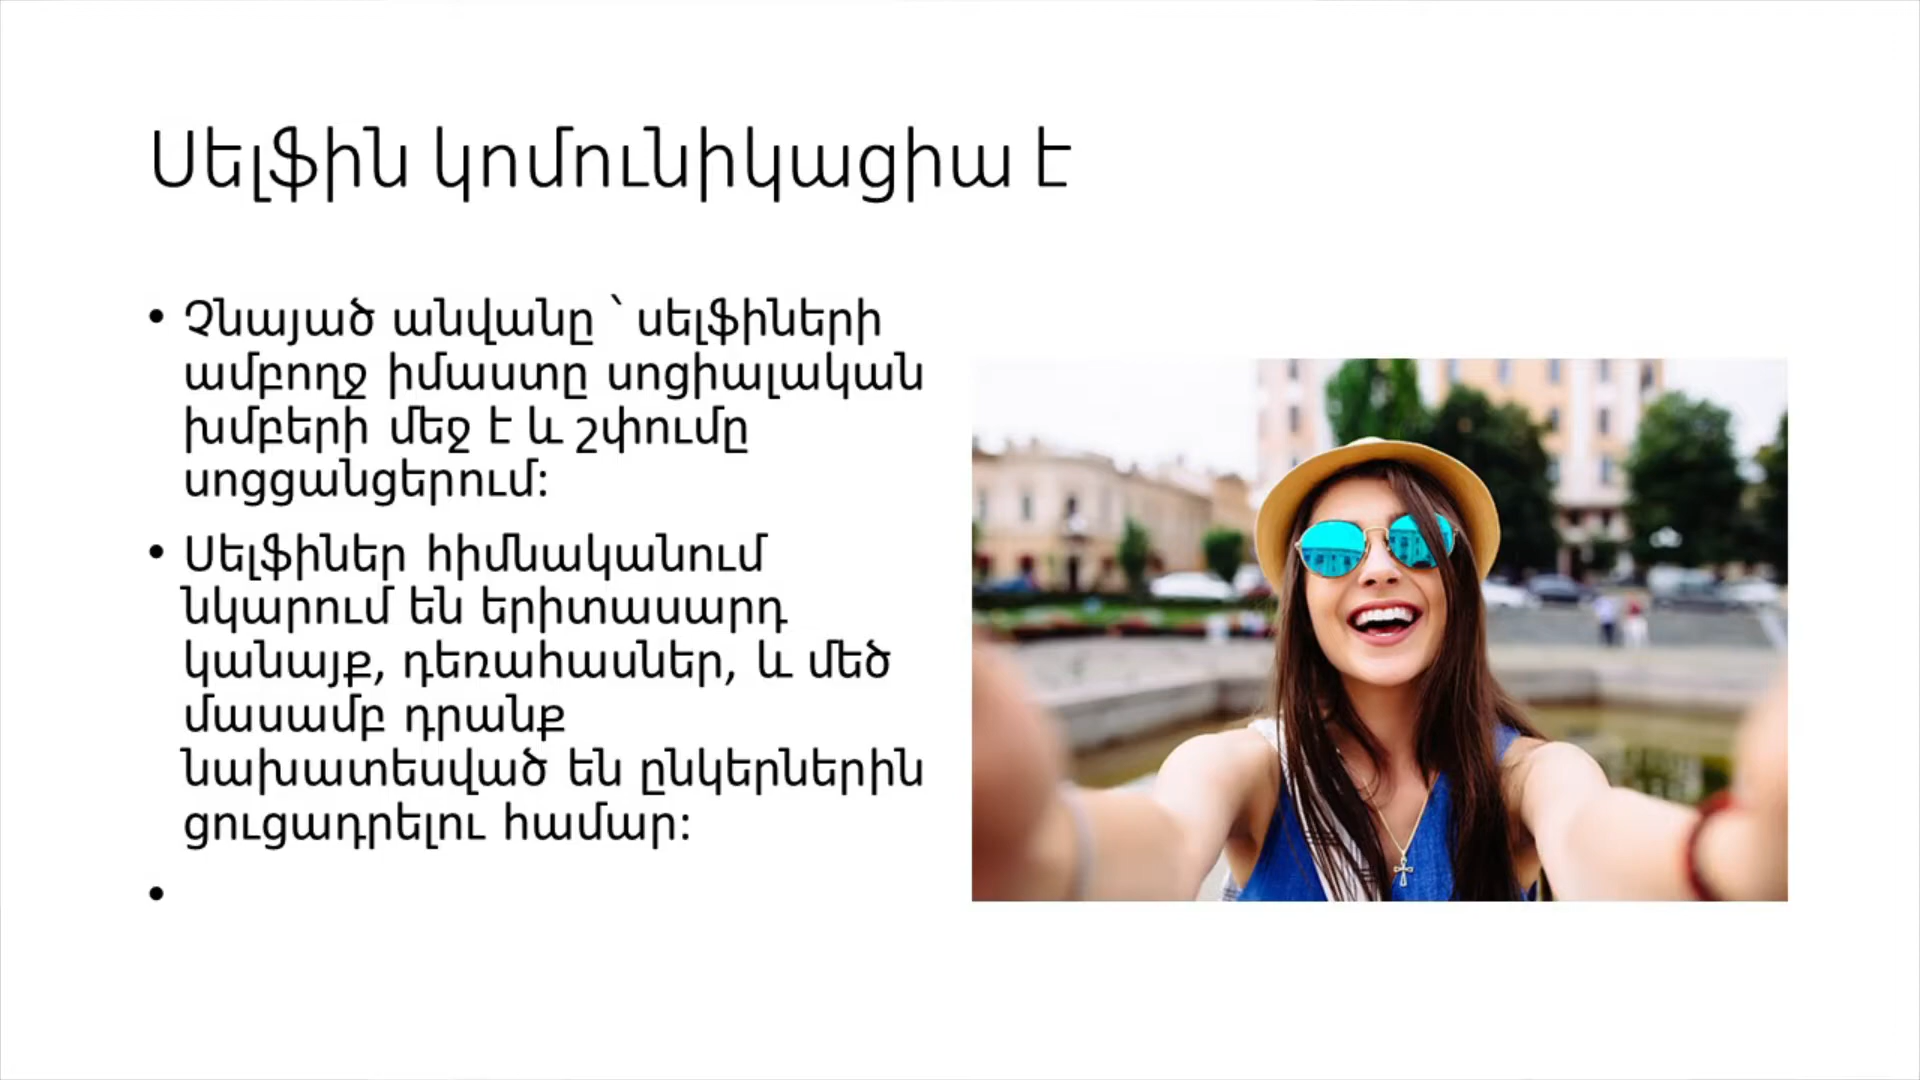 Սելֆին կոմունիկացիա է
• Չնայած անվանը ՝ սելֆիների
ամբողջ իմաստը սոցիալական
խմբերի մեջ է և շփումը
սոցցանցերում:
• Սելֆիներ հիմնականում
նկարում են երիտասարդ
կանայք, դեռահասներ, և մեծ
մասամբ դրանք
նախատեսված են ընկերներին
ցուցադրելու համար:
•